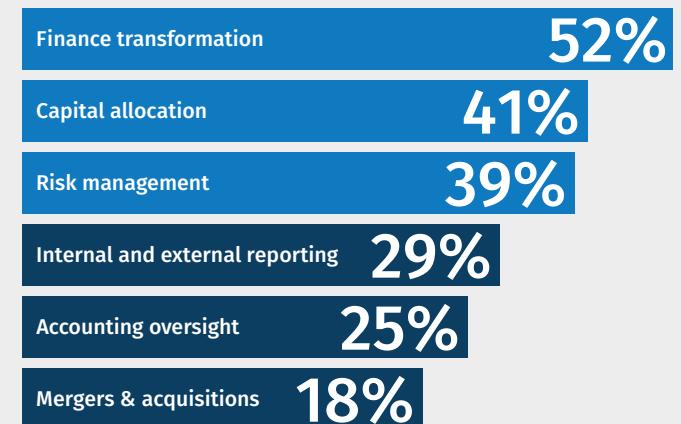 Finance transformation 52%
Capital allocation 41%
Risk management 39%
Internal and external reporting 29%
Accounting oversight 25%
Mergers & acquisitions 18%